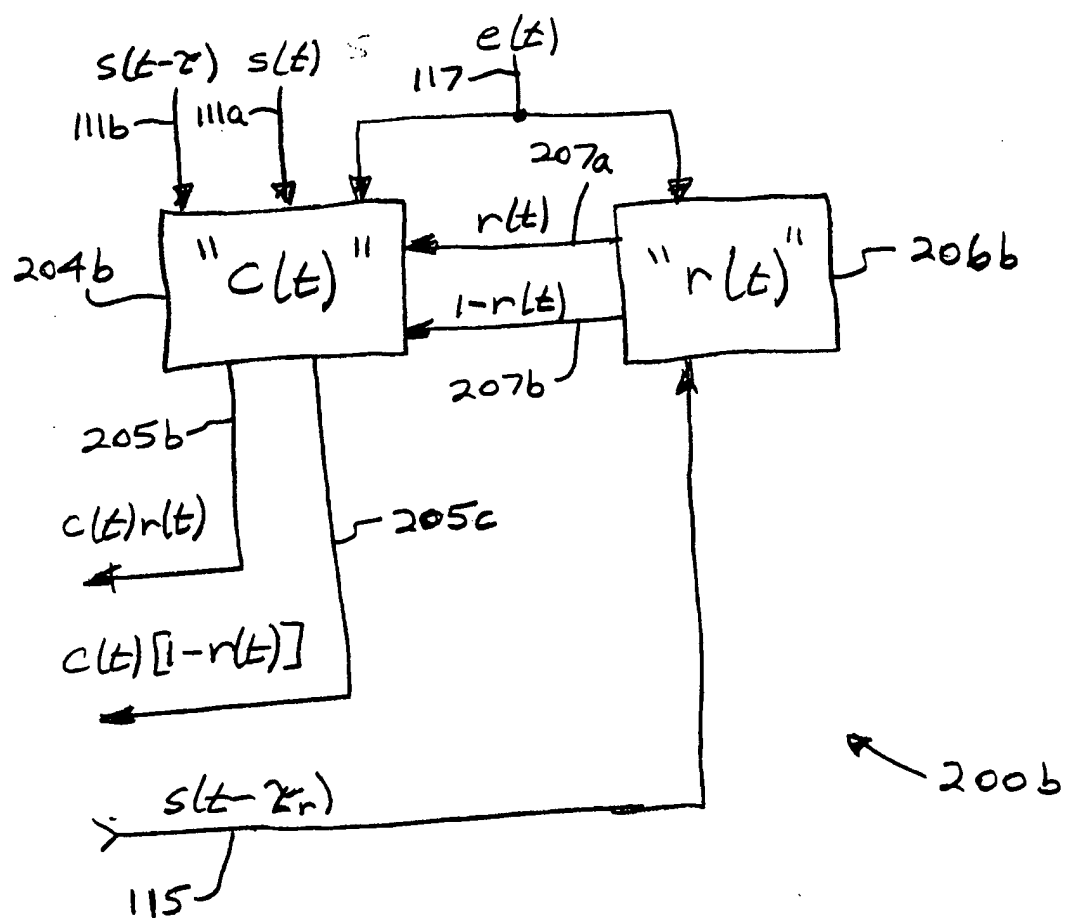 e(t)
s(t-τ) s(t)
117
111b 111a
207a
r(t)
204b
"C(t)"
"r(t)"
206b
1-r(t)
207b
205b
c(t)r(t)
205c
c(t)[1-r(t)]
s(t-τr)
200b
115